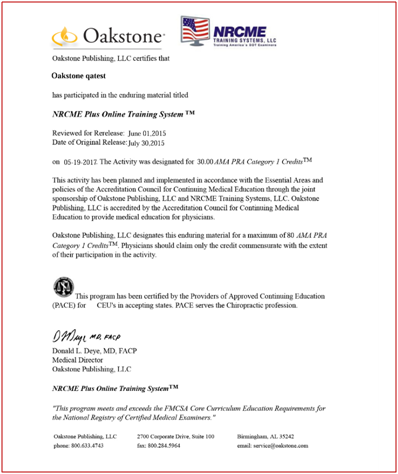 Oakstone®
NRCME
TRAINING SYSTEMS, LLC
Training America's DOT Examiners
Oakstone Publishing, LLC certifies that
Oakstone qatest
has participated in the enduring material titled
NRCME Plus Online Training System ™
Reviewed for Rerelease: June 01,2015
Date of Original Release:July 30,2015
on 05-19-2017. The Activity was designated for 30.00 AMA PRA Category 1 Credits™
This activity has been planned and implemented in accordance with the Essential Areas and
policies of the Accreditation Council for Continuing Medical Education through the joint
sponsorship of Oakstone Publishing, LLC and NRCME Training Systems, LLC. Oakstone
Publishing, LLC is accredited by the Accreditation Council for Continuing Medical
Education to provide medical education for physicians.
Oakstone Publishing, LLC designates this enduring material for a maximum of 80 AMA PRA
Category 1 Credits™. Physicians should claim only the credit commensurate with the extent
of their participation in the activity.
This program has been certified by the Providers of Approved Continuing Education
(PACE) for CEU's in accepting states. PACE serves the Chiropractic profession.
D Deye MD, FACP
Donald L. Deye, MD, FACP
Medical Director
Oakstone Publishing, LLC
NRCME Plus Online Training System™
"This program meets and exceeds the FMCSA Core Curriculum Education Requirements for
the National Registry of Certified Medical Examiners."
Oakstone Publishing, LLC 2700 Corporate Drive, Suite 100 Birmingham, AL 35242
phone: 800.633.4743 fax: 800.284.5964 email: service@oakstone.com